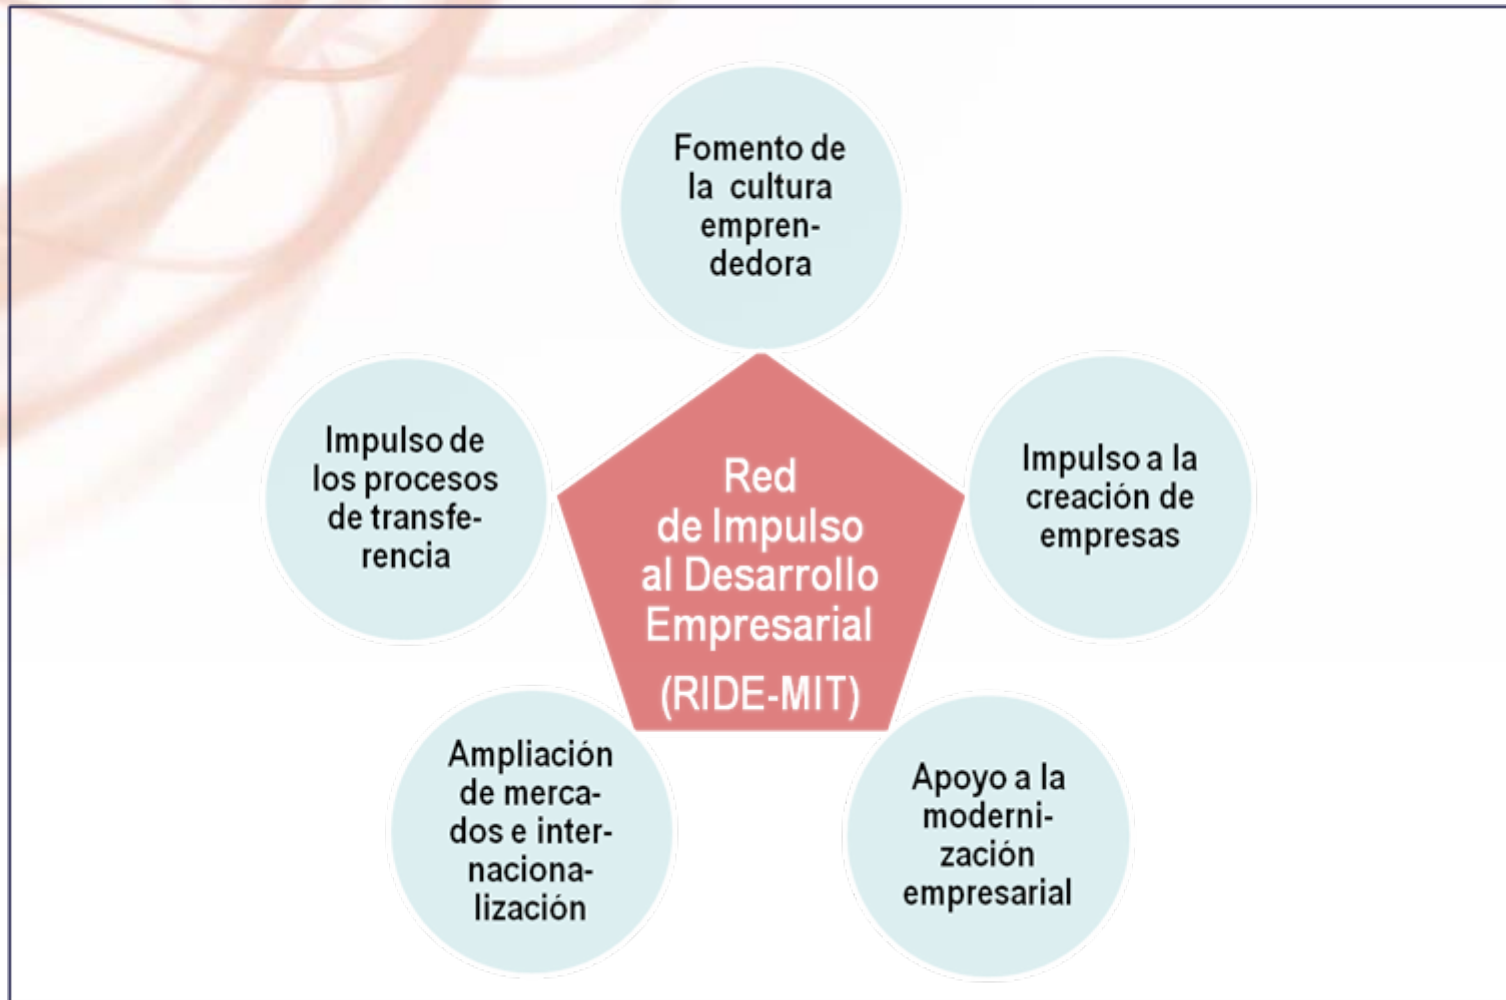 Fomento de
la cultura
empren-
dedora
Impulso de
los procesos
de transfe-
rencia
Red
de Impulso
al Desarrollo
Empresarial
(RIDE-MIT)
Impulso a la
creación de
empresas
Ampliación
de merca-
dos e inter-
naciona-
lización
Apoyo a la
moderni-
zación
empresarial